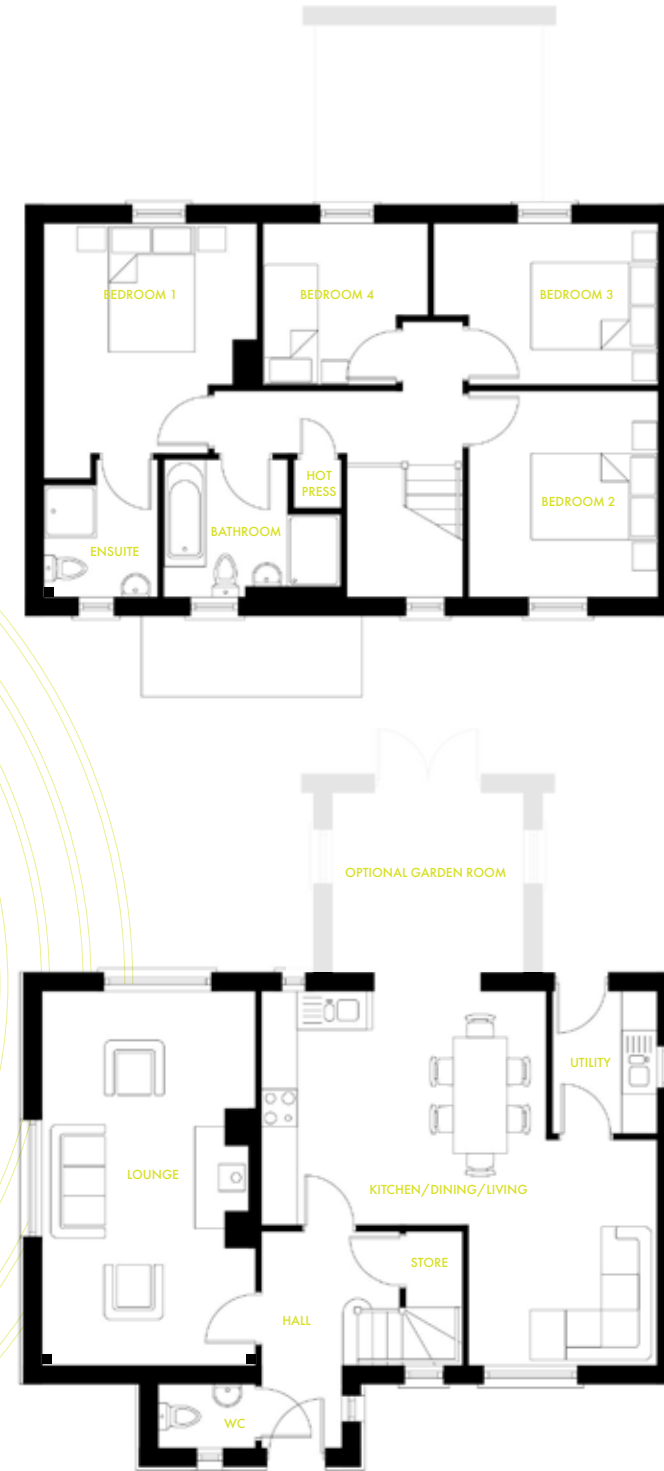 BEDROOM 1
BEDROOM 4
BEDROOM 3
HOT
PRESS
BEDROOM 2
BATHROOM
ENSUITE
OPTIONAL GARDEN ROOM
UTILITY
LOUNGE
KITCHEN/DINING/LIVING
STORE
HALL
WC